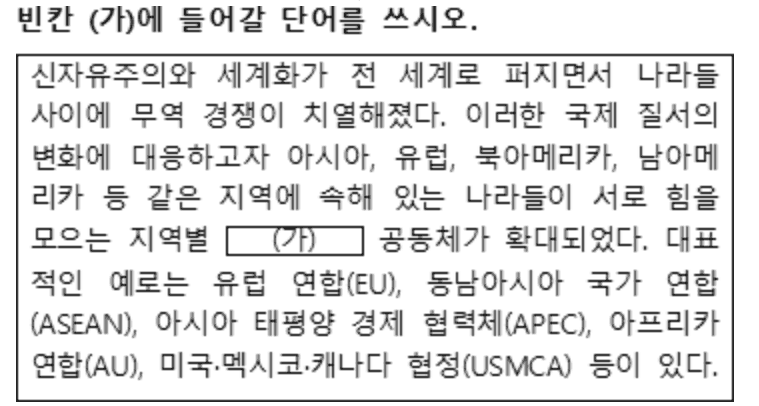 빈칸 (가)에 들어갈 단어를 쓰시오.
신자유주의와 세계화가 전 세계로 퍼지면서 나라들
사이에 무역 경쟁이 치열해졌다. 이러한 국제 질서의
변화에 대응하고자 아시아, 유럽, 북아메리카, 남아메
리카 등 같은 지역에 속해 있는 나라들이 서로 힘을
모으는 지역별 (가) 공동체가 확대되었다. 대표
적인 예로는 유럽 연합(EU), 동남아시아 국가 연합
(ASEAN), 아시아 태평양 경제 협력체(APEC), 아프리카
연합(AU), 미국·멕시코·캐나다 협정(USMCA) 등이 있다.